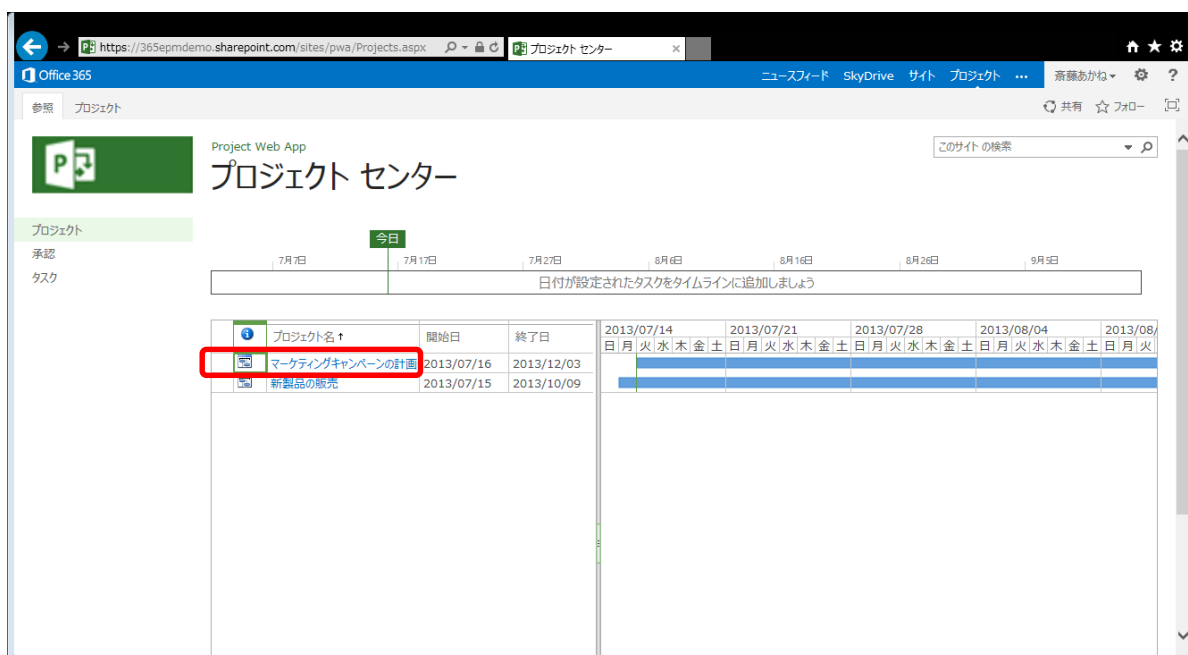 https://365epmdemo.sharepoint.com/sites/pwa/Projects.aspx プロジェクト センター
Office 365 ニュースフィード SkyDrive サイト プロジェクト ••• 斎藤あかね ?
参照 プロジェクト 共有 フォロー
Project Web App このサイト の検索
P
プロジェクト センター
プロジェクト
承認
タスク
今日
7月7日 7月17日 7月27日 8月6日 8月16日 8月26日 9月5日
日付が設定されたタスクをタイムラインに追加しましょう
プロジェクト名↑ 開始日 終了日 2013/07/14 2013/07/21 2013/07/28 2013/08/04 2013/08/
日 月 火 水 木 金 土 日 月 火 水 木 金 土 日 月 火 水 木 金 土 日 月 火 水 木 金 土 日 月 火
マーケティングキャンペーンの計画 2013/07/16 2013/12/03
新製品の販売 2013/07/15 2013/10/09